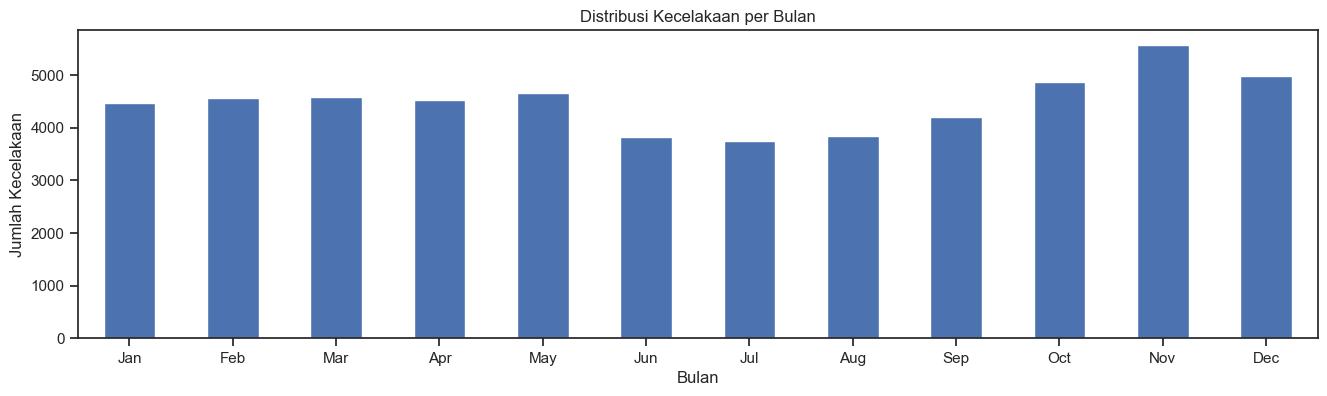 Distribusi Kecelakaan per Bulan
Jumlah Kecelakaan
5000
4000
3000
2000
1000
0
Jan Feb Mar Apr May Jun Jul Aug Sep Oct Nov Dec
Bulan